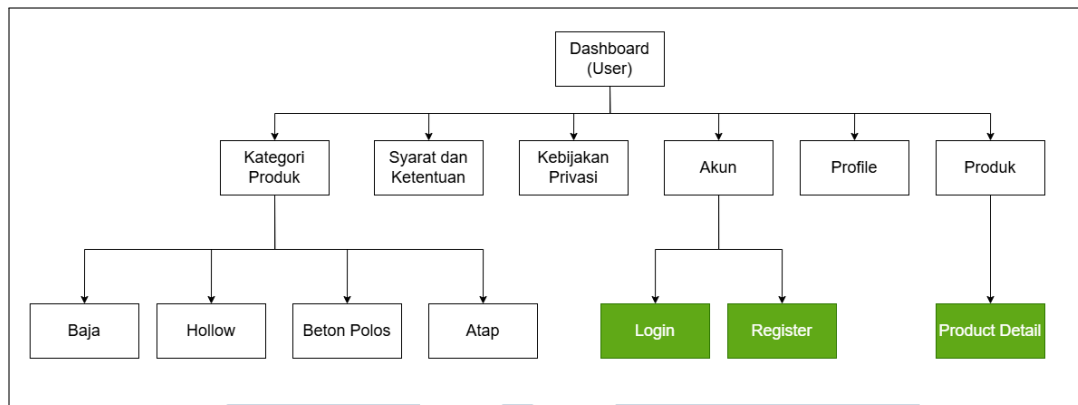 Dashboard
(User)
Kategori
Produk
Syarat dan
Ketentuan
Kebijakan
Privasi
Akun
Profile
Produk
Baja
Hollow
Beton Polos
Atap
Login
Register
Product Detail